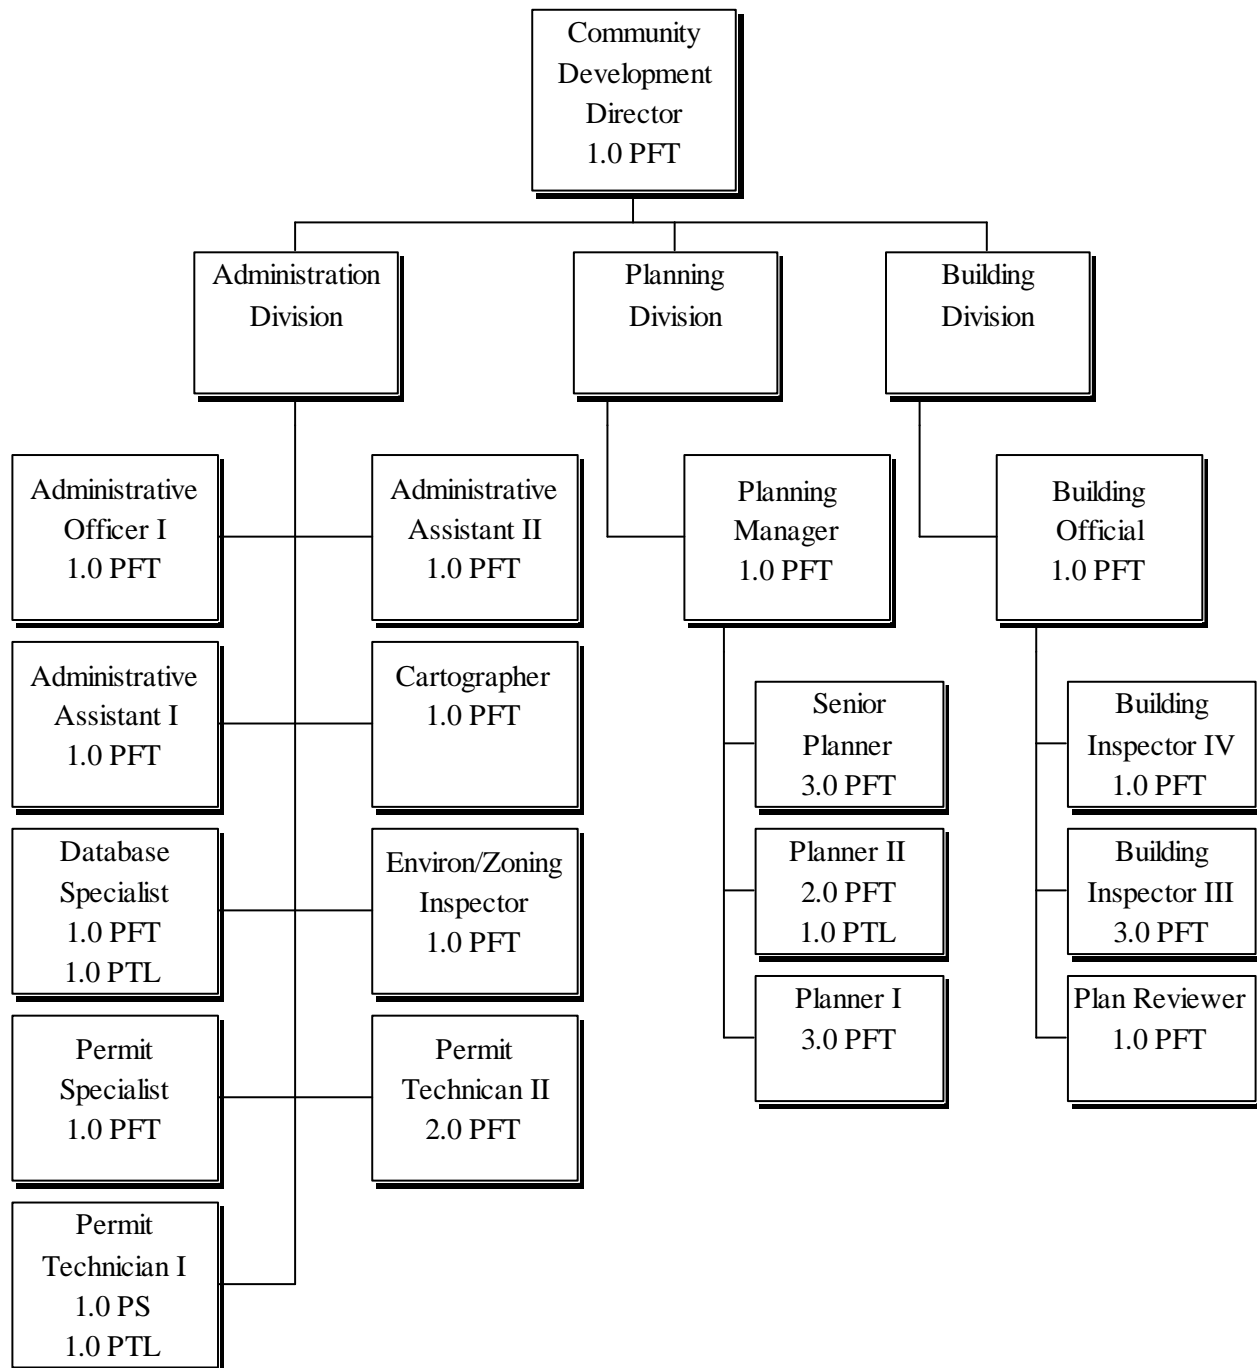 Community
Development
Director
1.0 PFT
Administration
Division
Planning
Division
Building
Division
Administrative
Officer I
1.0 PFT
Administrative
Assistant II
1.0 PFT
Planning
Manager
1.0 PFT
Building
Official
1.0 PFT
Administrative
Assistant I
1.0 PFT
Cartographer
1.0 PFT
Senior
Planner
3.0 PFT
Building
Inspector IV
1.0 PFT
Database
Specialist
1.0 PFT
1.0 PTL
Environ/Zoning
Inspector
1.0 PFT
Planner II
2.0 PFT
1.0 PTL
Building
Inspector III
3.0 PFT
Planner I
3.0 PFT
Plan Reviewer
1.0 PFT
Permit
Specialist
1.0 PFT
Permit
Technican II
2.0 PFT
Permit
Technician I
1.0 PS
1.0 PTL